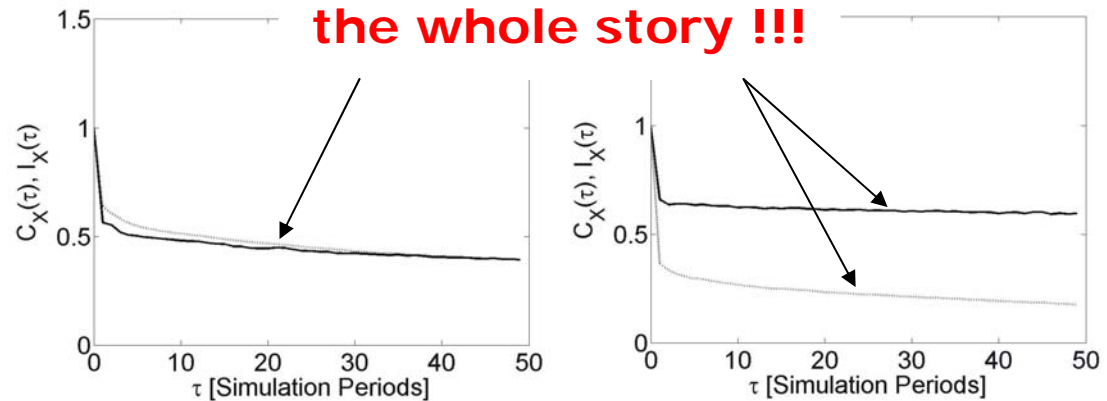 the whole story !!!
1.5
1
0.5
0
C_X(τ), I_X(τ)
0 10 20 30 40 50
τ [Simulation Periods]
1
0.5
0
C_X(τ), I_X(τ)
0 10 20 30 40 50
τ [Simulation Periods]